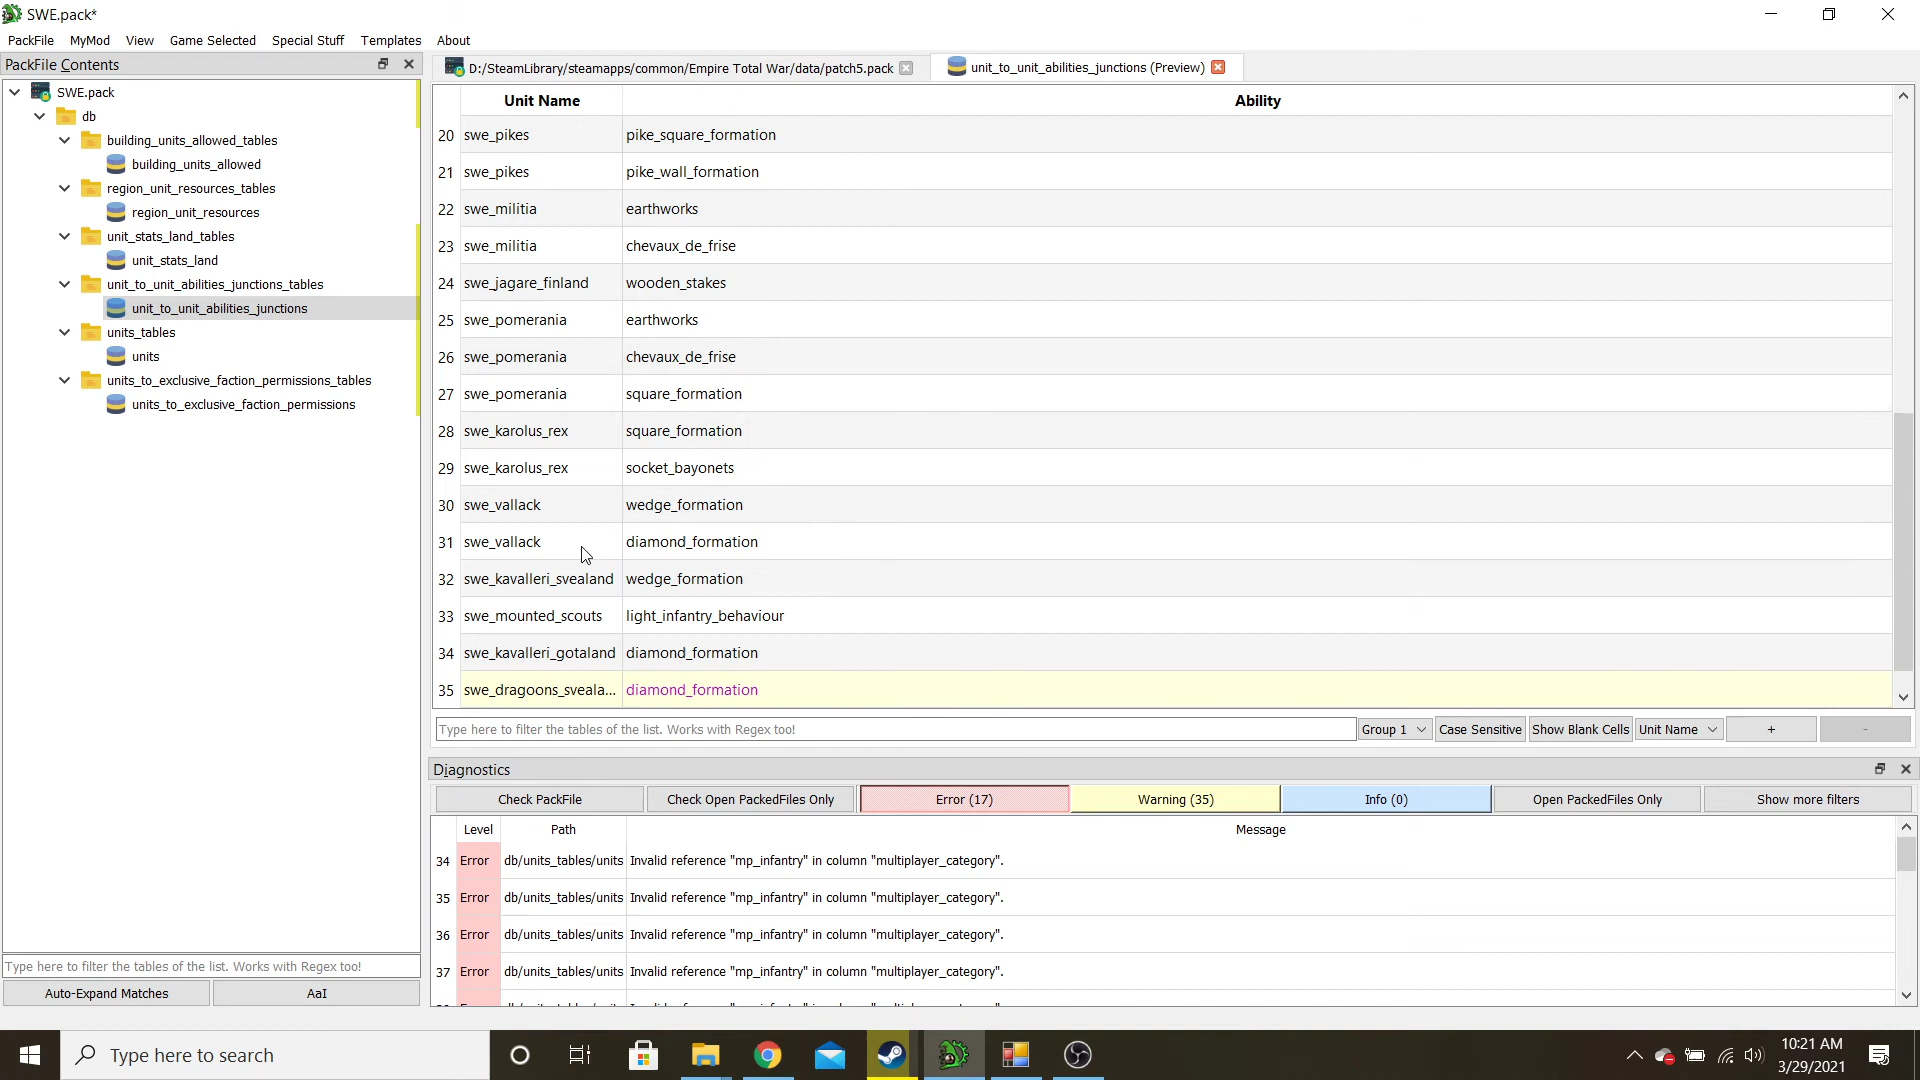 SWE.pack*
PackFile MyMod View Game Selected Special Stuff Templates About
PackFile Contents
SWE.pack
db
building_units_allowed_tables
building_units_allowed
region_unit_resources_tables
region_unit_resources
unit_stats_land_tables
unit_stats_land
unit_to_unit_abilities_junctions_tables
unit_to_unit_abilities_junctions
units_tables
units
units_to_exclusive_faction_permissions_tables
units_to_exclusive_faction_permissions
Type here to filter the tables of the list. Works with Regex too!
Auto-Expand Matches AaI
D:/SteamLibrary/steamapps/common/Empire Total War/data/patch5.pack unit_to_unit_abilities_junctions (Preview)
Unit Name Ability
20 swe_pikes pike_square_formation
21 swe_pikes pike_wall_formation
22 swe_militia earthworks
23 swe_militia chevaux_de_frise
24 swe_jagare_finland wooden_stakes
25 swe_pomerania earthworks
26 swe_pomerania chevaux_de_frise
27 swe_pomerania square_formation
28 swe_karolus_rex square_formation
29 swe_karolus_rex socket_bayonets
30 swe_vallack wedge_formation
31 swe_vallack diamond_formation
32 swe_kavalleri_svealand wedge_formation
33 swe_mounted_scouts light_infantry_behaviour
34 swe_kavalleri_gotaland diamond_formation
35 swe_dragoons_sveala... diamond_formation
Type here to filter the tables of the list. Works with Regex too! Group 1 Case Sensitive Show Blank Cells Unit Name + -
Diagnostics
Check PackFile Check Open PackedFiles Only Error (17) Warning (35) Info (0) Open PackedFiles Only Show more filters
Level Path Message
34 Error db/units_tables/units Invalid reference "mp_infantry" in column "multiplayer_category".
35 Error db/units_tables/units Invalid reference "mp_infantry" in column "multiplayer_category".
36 Error db/units_tables/units Invalid reference "mp_infantry" in column "multiplayer_category".
37 Error db/units_tables/units Invalid reference "mp_infantry" in column "multiplayer_category".
Type here to search
10:21 AM
3/29/2021